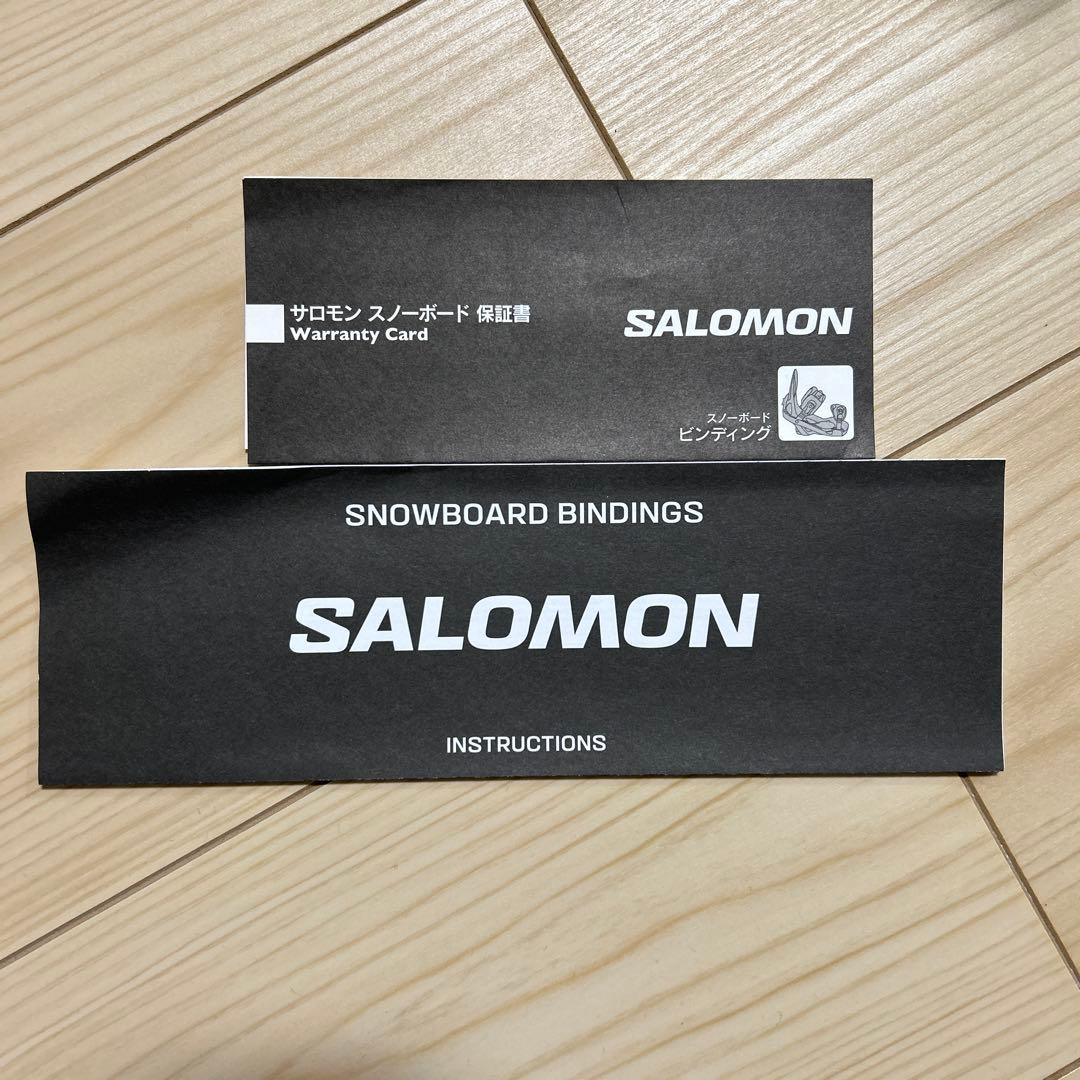 サロモン スノーボード 保証書
Warranty Card
SALOMON
スノーボード
ビンディング
SNOWBOARD BINDINGS
SALOMON
INSTRUCTIONS